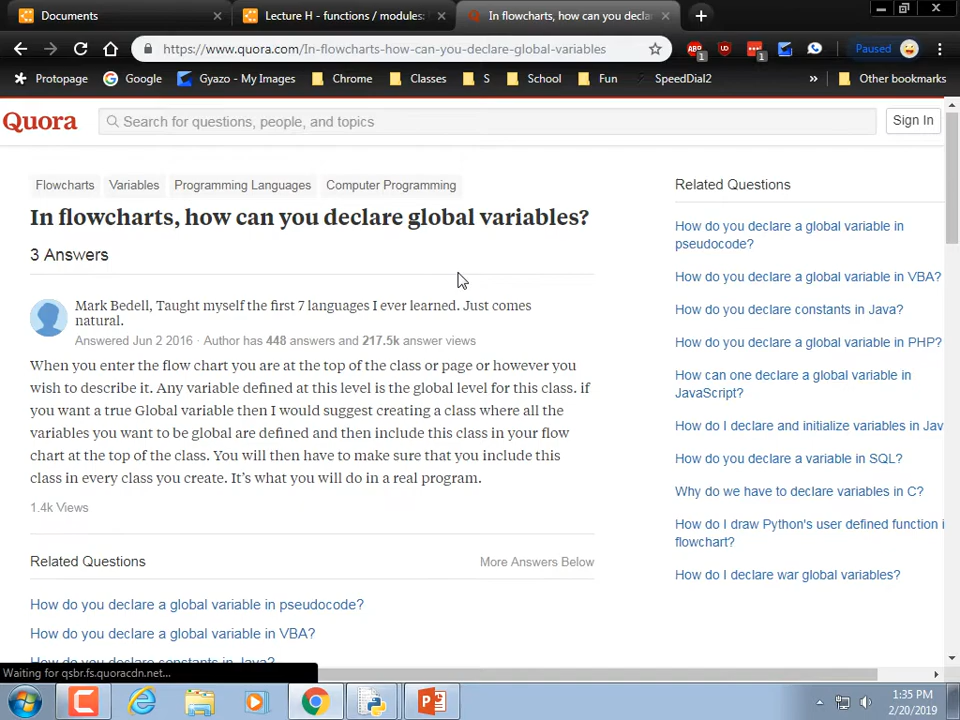 Documents
Lecture H - functions / modules:
In flowcharts, how can you decla
https://www.quora.com/In-flowcharts-how-can-you-declare-global-variables
ABP
1
1
Paused
Protopage
Google
Gyazo - My Images
Chrome
Classes
S
School
Fun
SpeedDial2
»
Other bookmarks
Quora
Search for questions, people, and topics
Sign In
Flowcharts
Variables
Programming Languages
Computer Programming
In flowcharts, how can you declare global variables?
3 Answers
Mark Bedell, Taught myself the first 7 languages I ever learned. Just comes
natural.
Answered Jun 2 2016 · Author has 448 answers and 217.5k answer views
When you enter the flow chart you are at the top of the class or page or however you
wish to describe it. Any variable defined at this level is the global level for this class. if
you want a true Global variable then I would suggest creating a class where all the
variables you want to be global are defined and then include this class in your flow
chart at the top of the class. You will then have to make sure that you include this
class in every class you create. It's what you will do in a real program.
1.4k Views
Related Questions
More Answers Below
How do you declare a global variable in pseudocode?
How do you declare a global variable in VBA?
How do you declare constants in Java?
Related Questions
How do you declare a global variable in
pseudocode?
How do you declare a global variable in VBA?
How do you declare constants in Java?
How do you declare a global variable in PHP?
How can one declare a global variable in
JavaScript?
How do I declare and initialize variables in Jav
How do you declare a variable in SQL?
Why do we have to declare variables in C?
How do I draw Python's user defined function i
flowchart?
How do I declare war global variables?
Waiting for qsbr.fs.quoracdn.net...
1:35 PM
2/20/2019